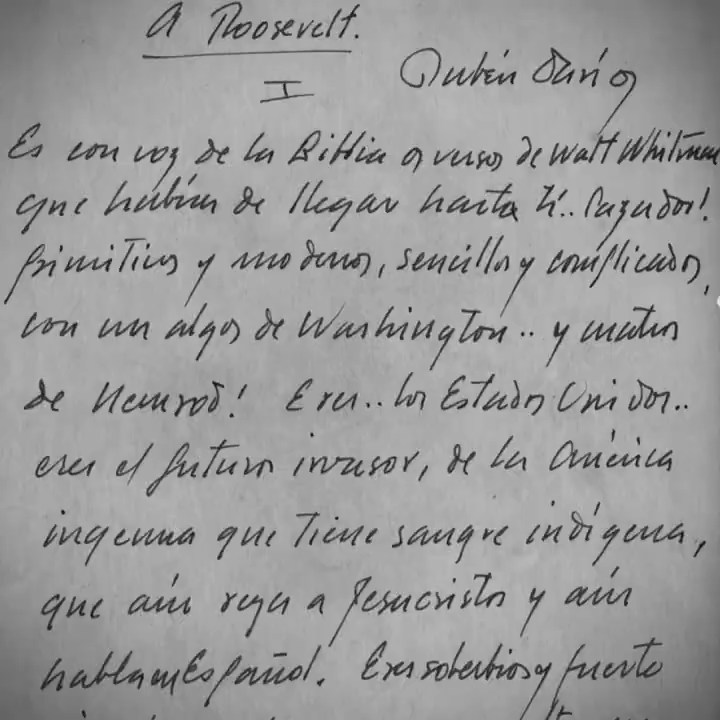 A Roosevelt.
I
Rubén Darío
Es con voz de la Biblia o verso de Walt Whitman
que habían de llegar hasta tí.. Cazador!
primitivo y moderno, sencillo y complicado,
con un algo de Washington.. y cuatro
de Nemrod! Eres.. los Estados Unidos..
eres el futuro invasor, de la América
ingenua que tiene sangre indígena,
que aún reza a Jesucristo y aún
habla en Español. Eres soberbio y fuerte